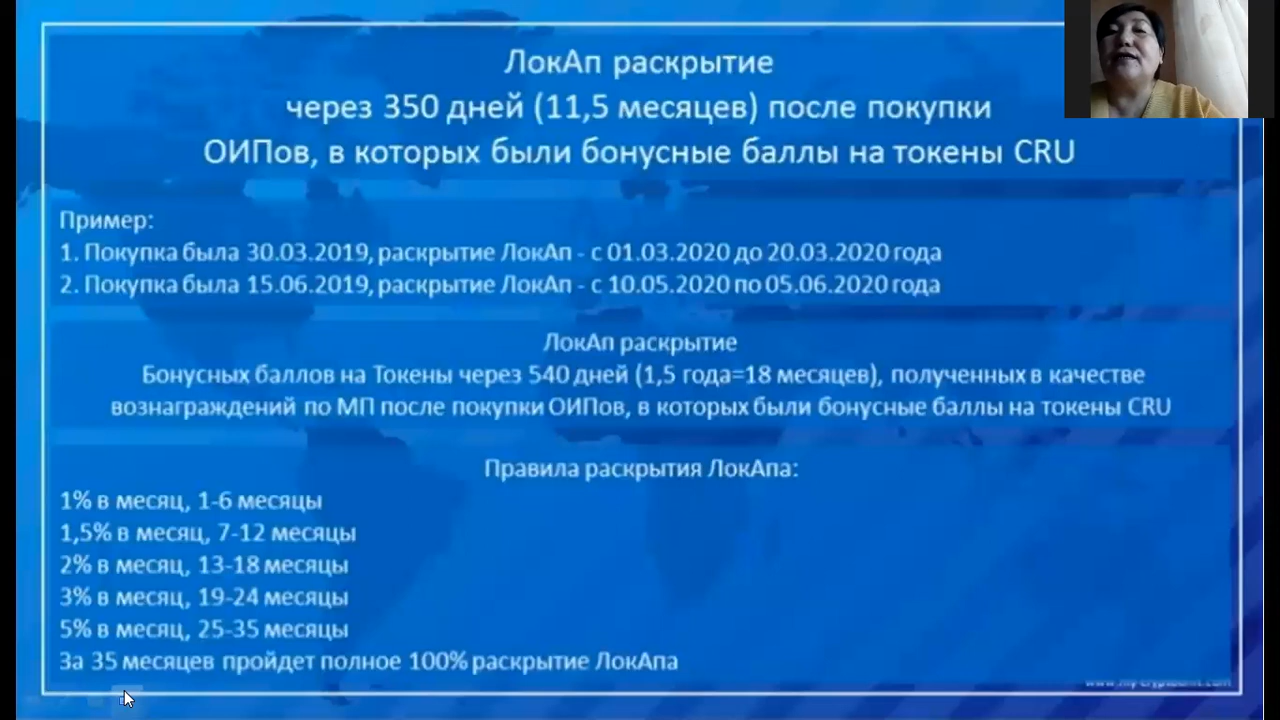 ЛокАп раскрытие
через 350 дней (11,5 месяцев) после покупки
ОИПов, в которых были бонусные баллы на токены CRU
Пример:
1. Покупка была 30.03.2019, раскрытие ЛокАп - с 01.03.2020 до 20.03.2020 года
2. Покупка была 15.06.2019, раскрытие ЛокАп - с 10.05.2020 по 05.06.2020 года
ЛокАп раскрытие
Бонусных баллов на Токены через 540 дней (1,5 года=18 месяцев), полученных в качестве
вознаграждений по МП после покупки ОИПов, в которых были бонусные баллы на токены CRU
Правила раскрытия ЛокАпа:
1% в месяц, 1-6 месяцы
1,5% в месяц, 7-12 месяцы
2% в месяц, 13-18 месяцы
3% в месяц, 19-24 месяцы
5% в месяц, 25-35 месяцы
За 35 месяцев пройдет полное 100% раскрытие ЛокАпа